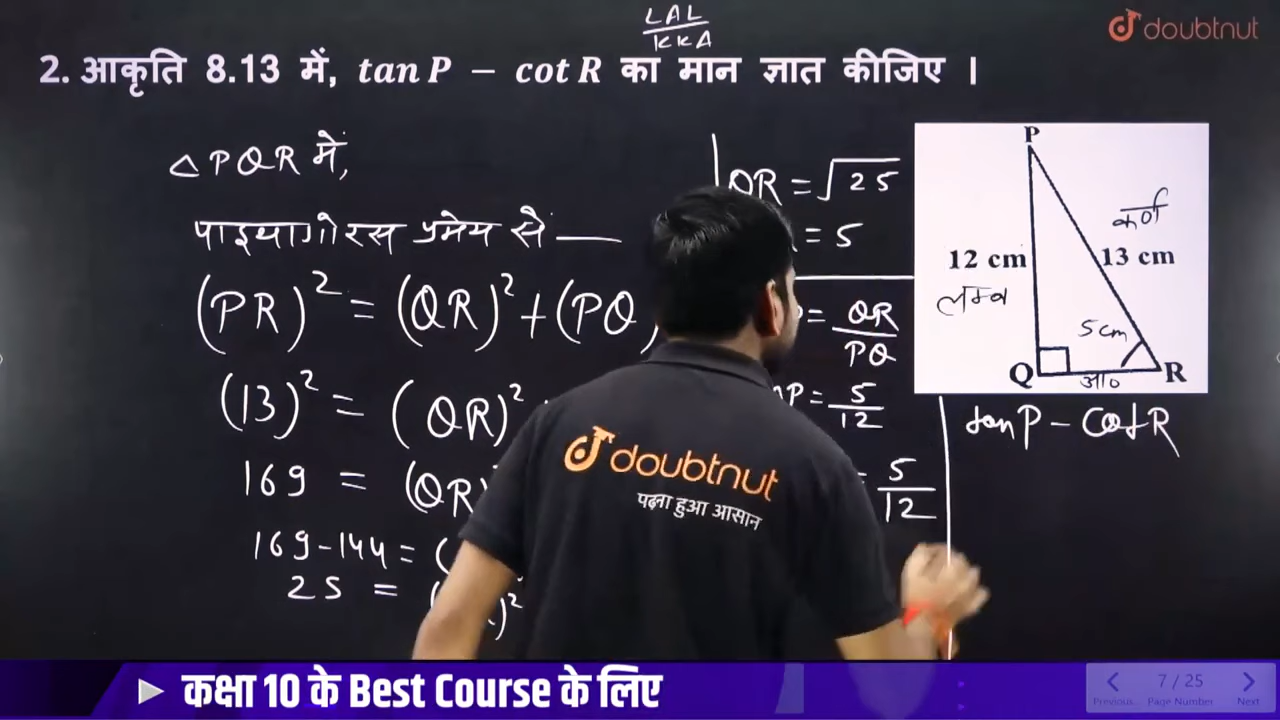 LAL
KKA
doubtnut
2. आकृति 8.13 में, tan P − cot R का मान ज्ञात कीजिए ।
△PQR में,
पाइथागोरस प्रमेय से —
(PR)² = (QR)² + (PQ
(13)² = (QR)²
169 = (QR)
169-144 = (
25 = ( )²
QR = √25
= 5
P = QR/PQ
P = 5/12
5/12
P
12 cm
लम्ब
कर्ण
13 cm
5 cm
Q
आ०
R
tan P - Cot R
doubtnut
पढ़ना हुआ आसान
कक्षा 10 के Best Course के लिए
Previous
7 / 25
Page Number
Next